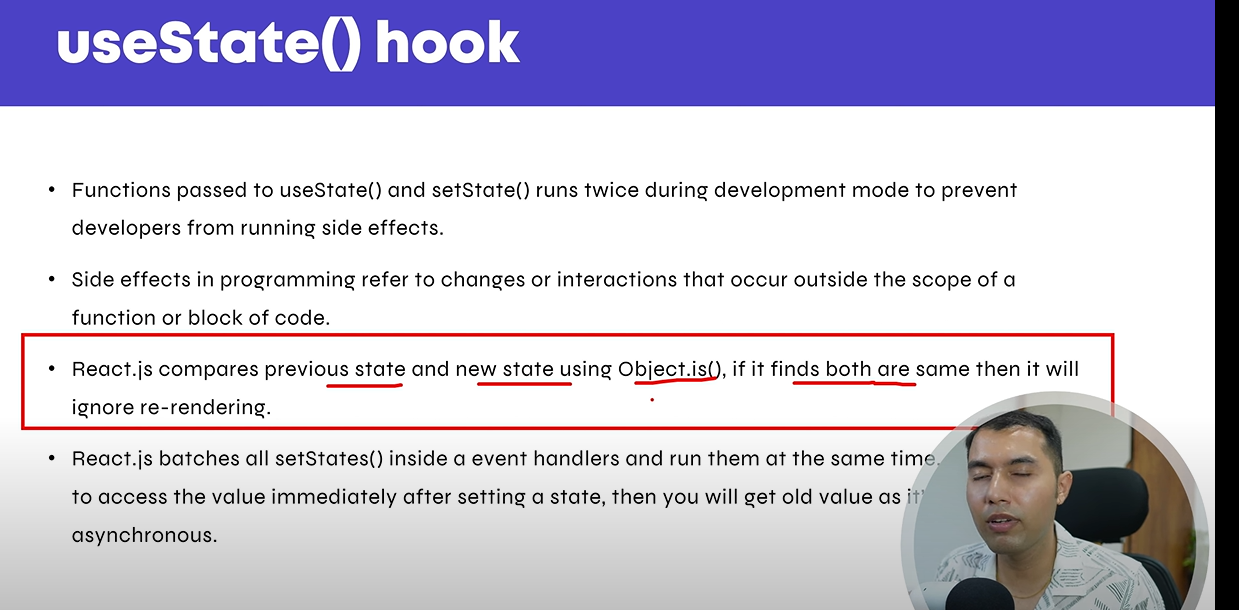 useState() hook
• Functions passed to useState() and setState() runs twice during development mode to prevent
developers from running side effects.
• Side effects in programming refer to changes or interactions that occur outside the scope of a
function or block of code.
• React.js compares previous state and new state using Object.is(), if it finds both are same then it will
ignore re-rendering.
• React.js batches all setStates() inside a event handlers and run them at the same time.
to access the value immediately after setting a state, then you will get old value as
asynchronous.